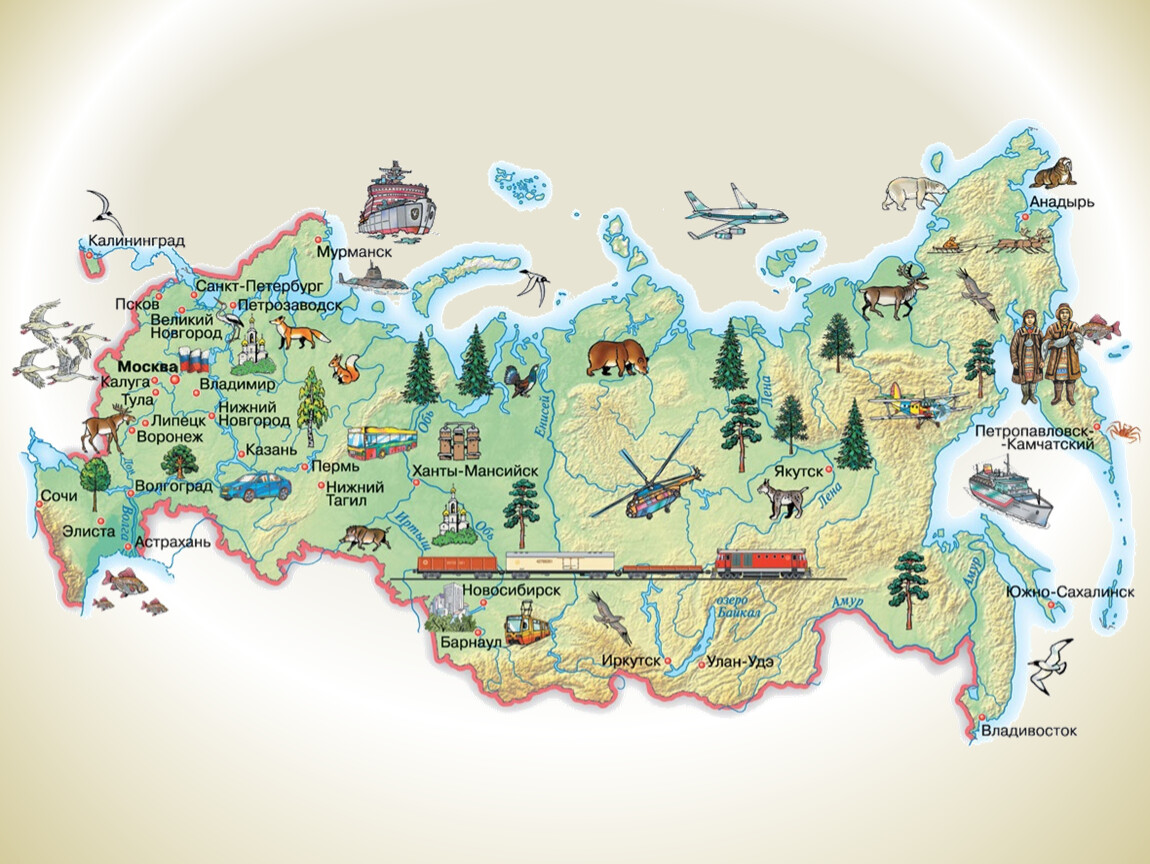 Анадырь
Калининград
Мурманск
Санкт-Петербург
Псков
Петрозаводск
Великий
Новгород
Москва
Калуга
Владимир
Тула
Нижний
Новгород
Липецк
Воронеж
Казань
Пермь
Нижний
Тагил
Ханты-Мансийск
Обь
Енисей
Лена
Якутск
Лена
Петропавловск-
-Камчатский
Сочи
Волгоград
Дон
Волга
Элиста
Астрахань
Иртыш
Обь
Новосибирск
Барнаул
озеро
Байкал
Иркутск
Улан-Удэ
Амур
Амур
Южно-Сахалинск
Владивосток